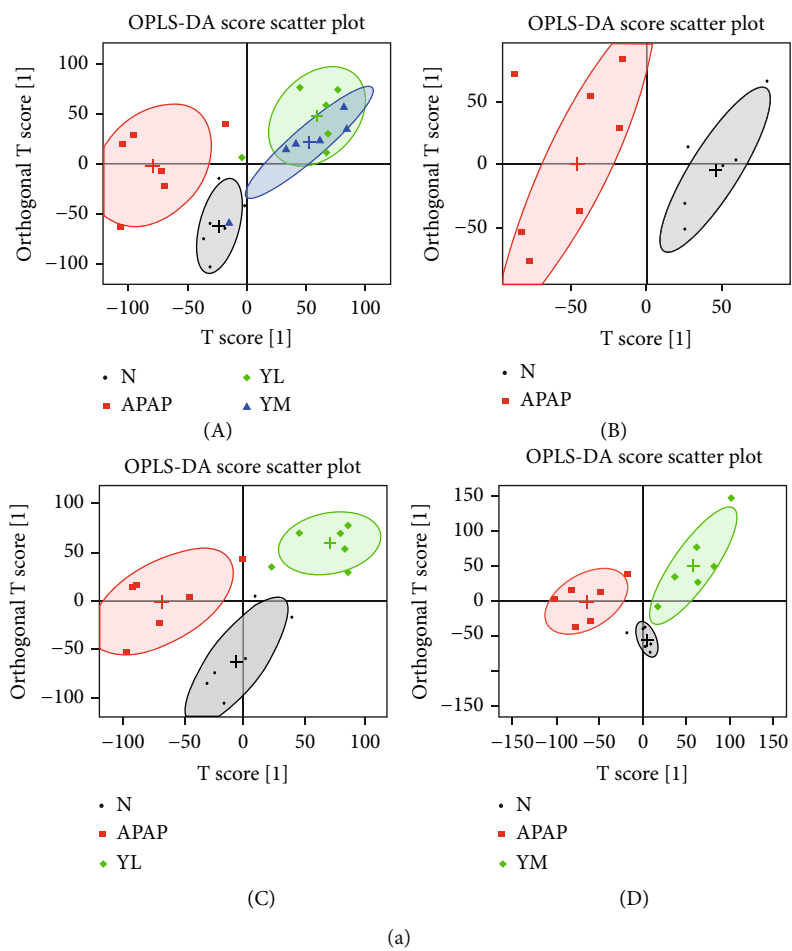 OPLS-DA score scatter plot
Orthogonal T score [1]
100
50
0
−50
−100
−100 −50 0 50 100
T score [1]
N YL
APAP YM
(A)
OPLS-DA score scatter plot
Orthogonal T score [1]
50
0
−50
−50 0 50
T score [1]
N
APAP
(B)
OPLS-DA score scatter plot
Orthogonal T score [1]
100
50
0
−50
−100
−100 −50 0 50 100
T score [1]
N
APAP
YL
(C)
OPLS-DA score scatter plot
Orthogonal T score [1]
150
100
50
0
−50
−150
−150 −100 −50 0 50 100 150
T score [1]
N
APAP
YM
(D)
(a)